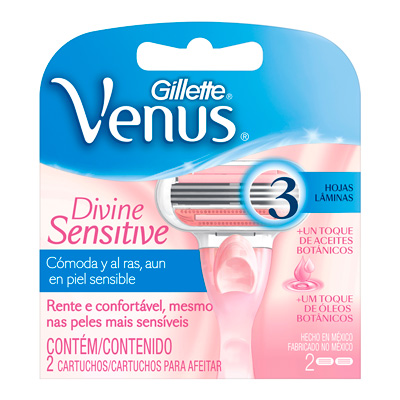 Gillette®
Venus®
Divine
Sensitive
Cómoda y al ras, aun
en piel sensible
Rente e confortável, mesmo
nas peles mais sensíveis
CONTÉM/CONTENIDO
2 CARTUCHOS/CARTUCHOS PARA AFEITAR
3
HOJAS
LÂMINAS
+UN TOQUE
DE ACEITES
BOTÁNICOS
+UM TOQUE
DE ÓLEOS
BOTÂNICOS
HECHO EN MÉXICO
FABRICADO NO MÉXICO
2